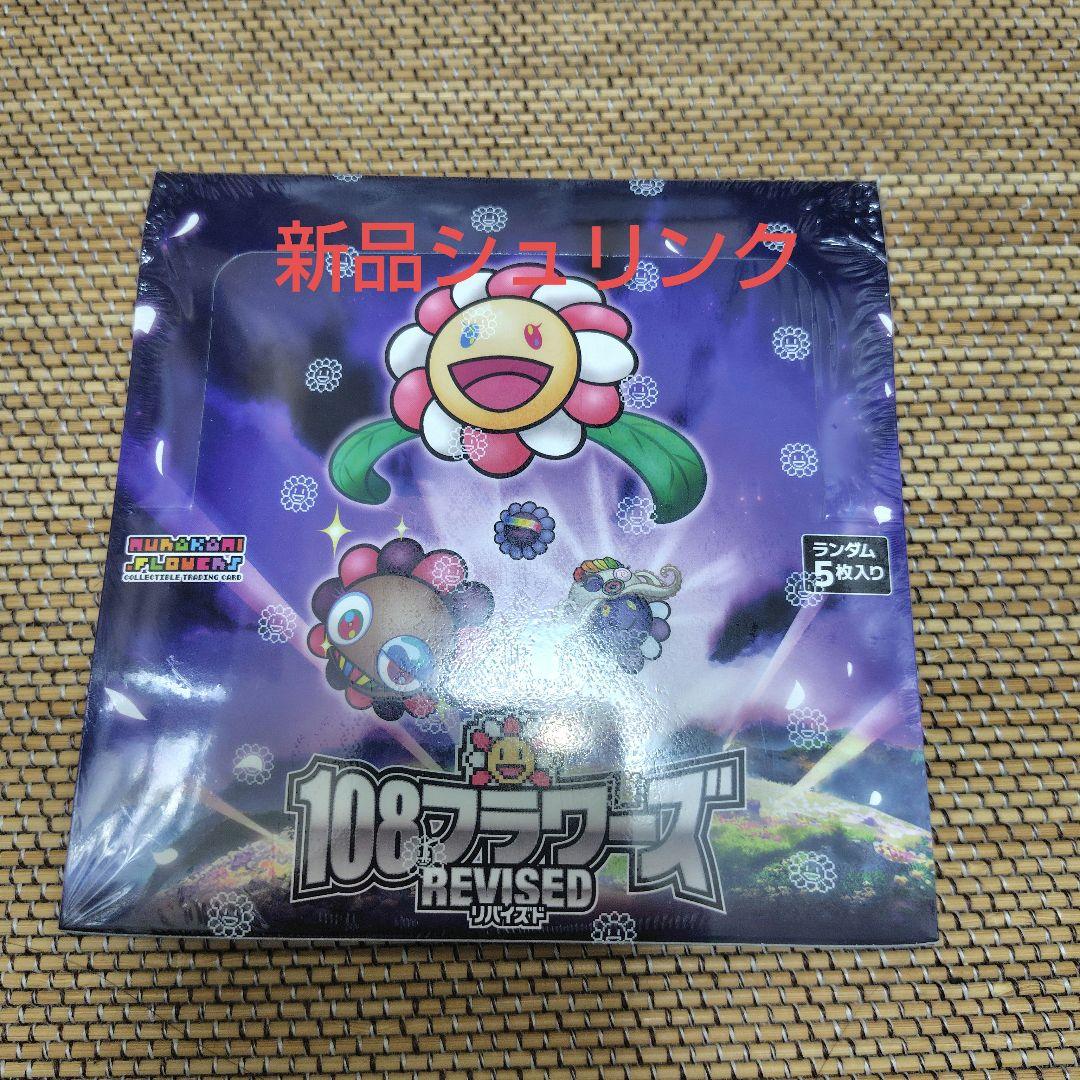 新品シュリンク
MURAKAMI
FLOWERS
COLLECTIBLE TRADING CARD
ランダム
5枚入り
108フラワーズ
REVISED
リバイズド